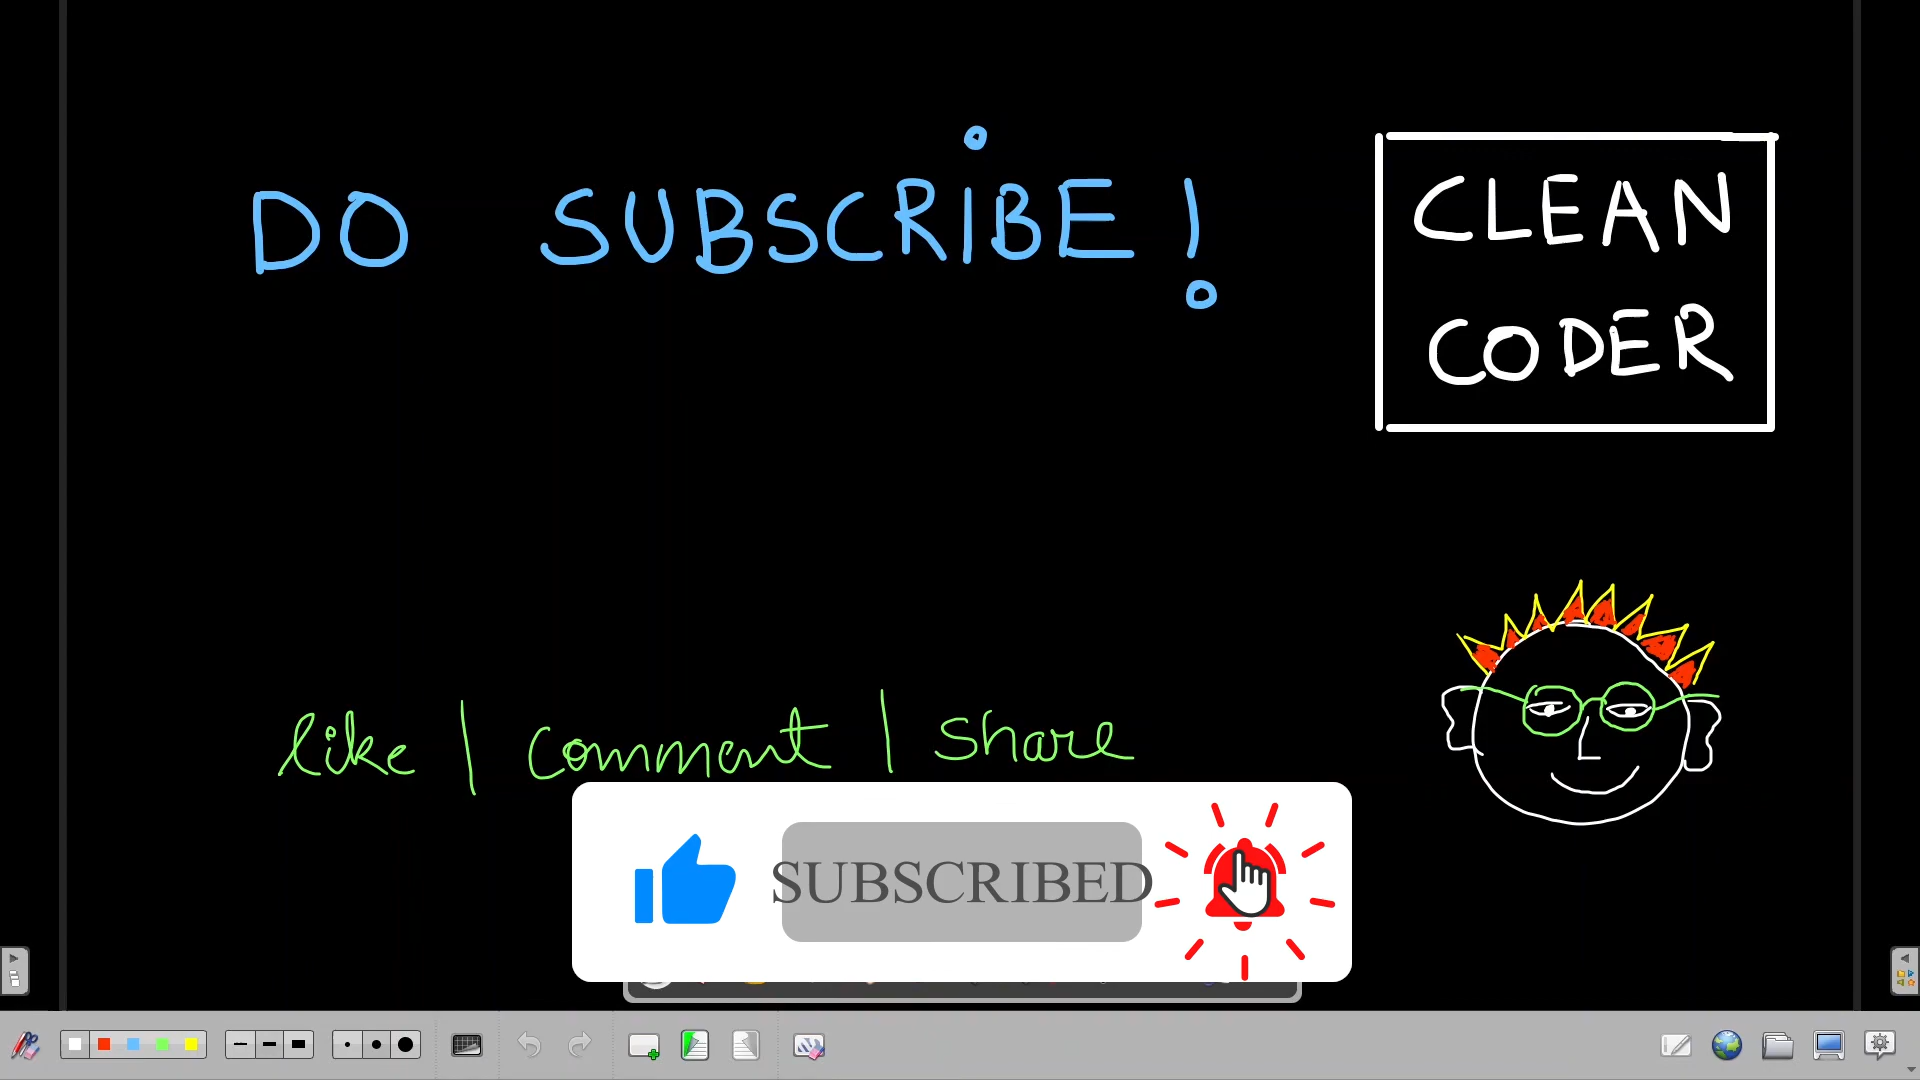 DO SUBSCRIBE!
CLEAN
CODER
like | comment | share
SUBSCRIBED